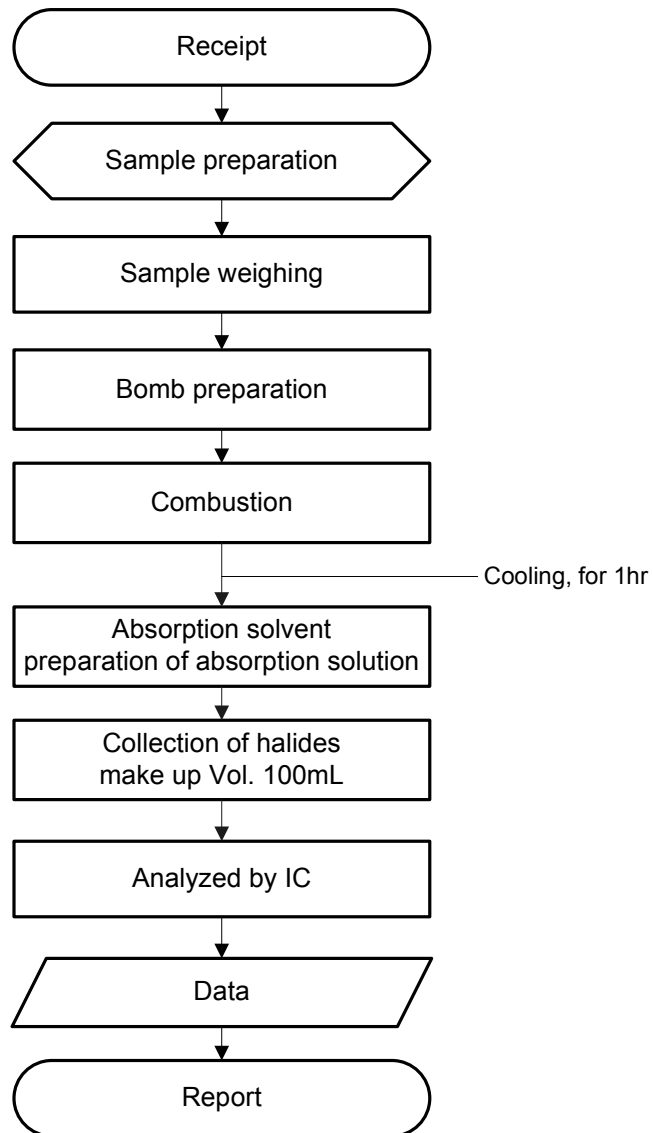 Receipt
Sample preparation
Sample weighing
Bomb preparation
Combustion
Cooling, for 1hr
Absorption solvent
preparation of absorption solution
Collection of halides
make up Vol. 100mL
Analyzed by IC
Data
Report